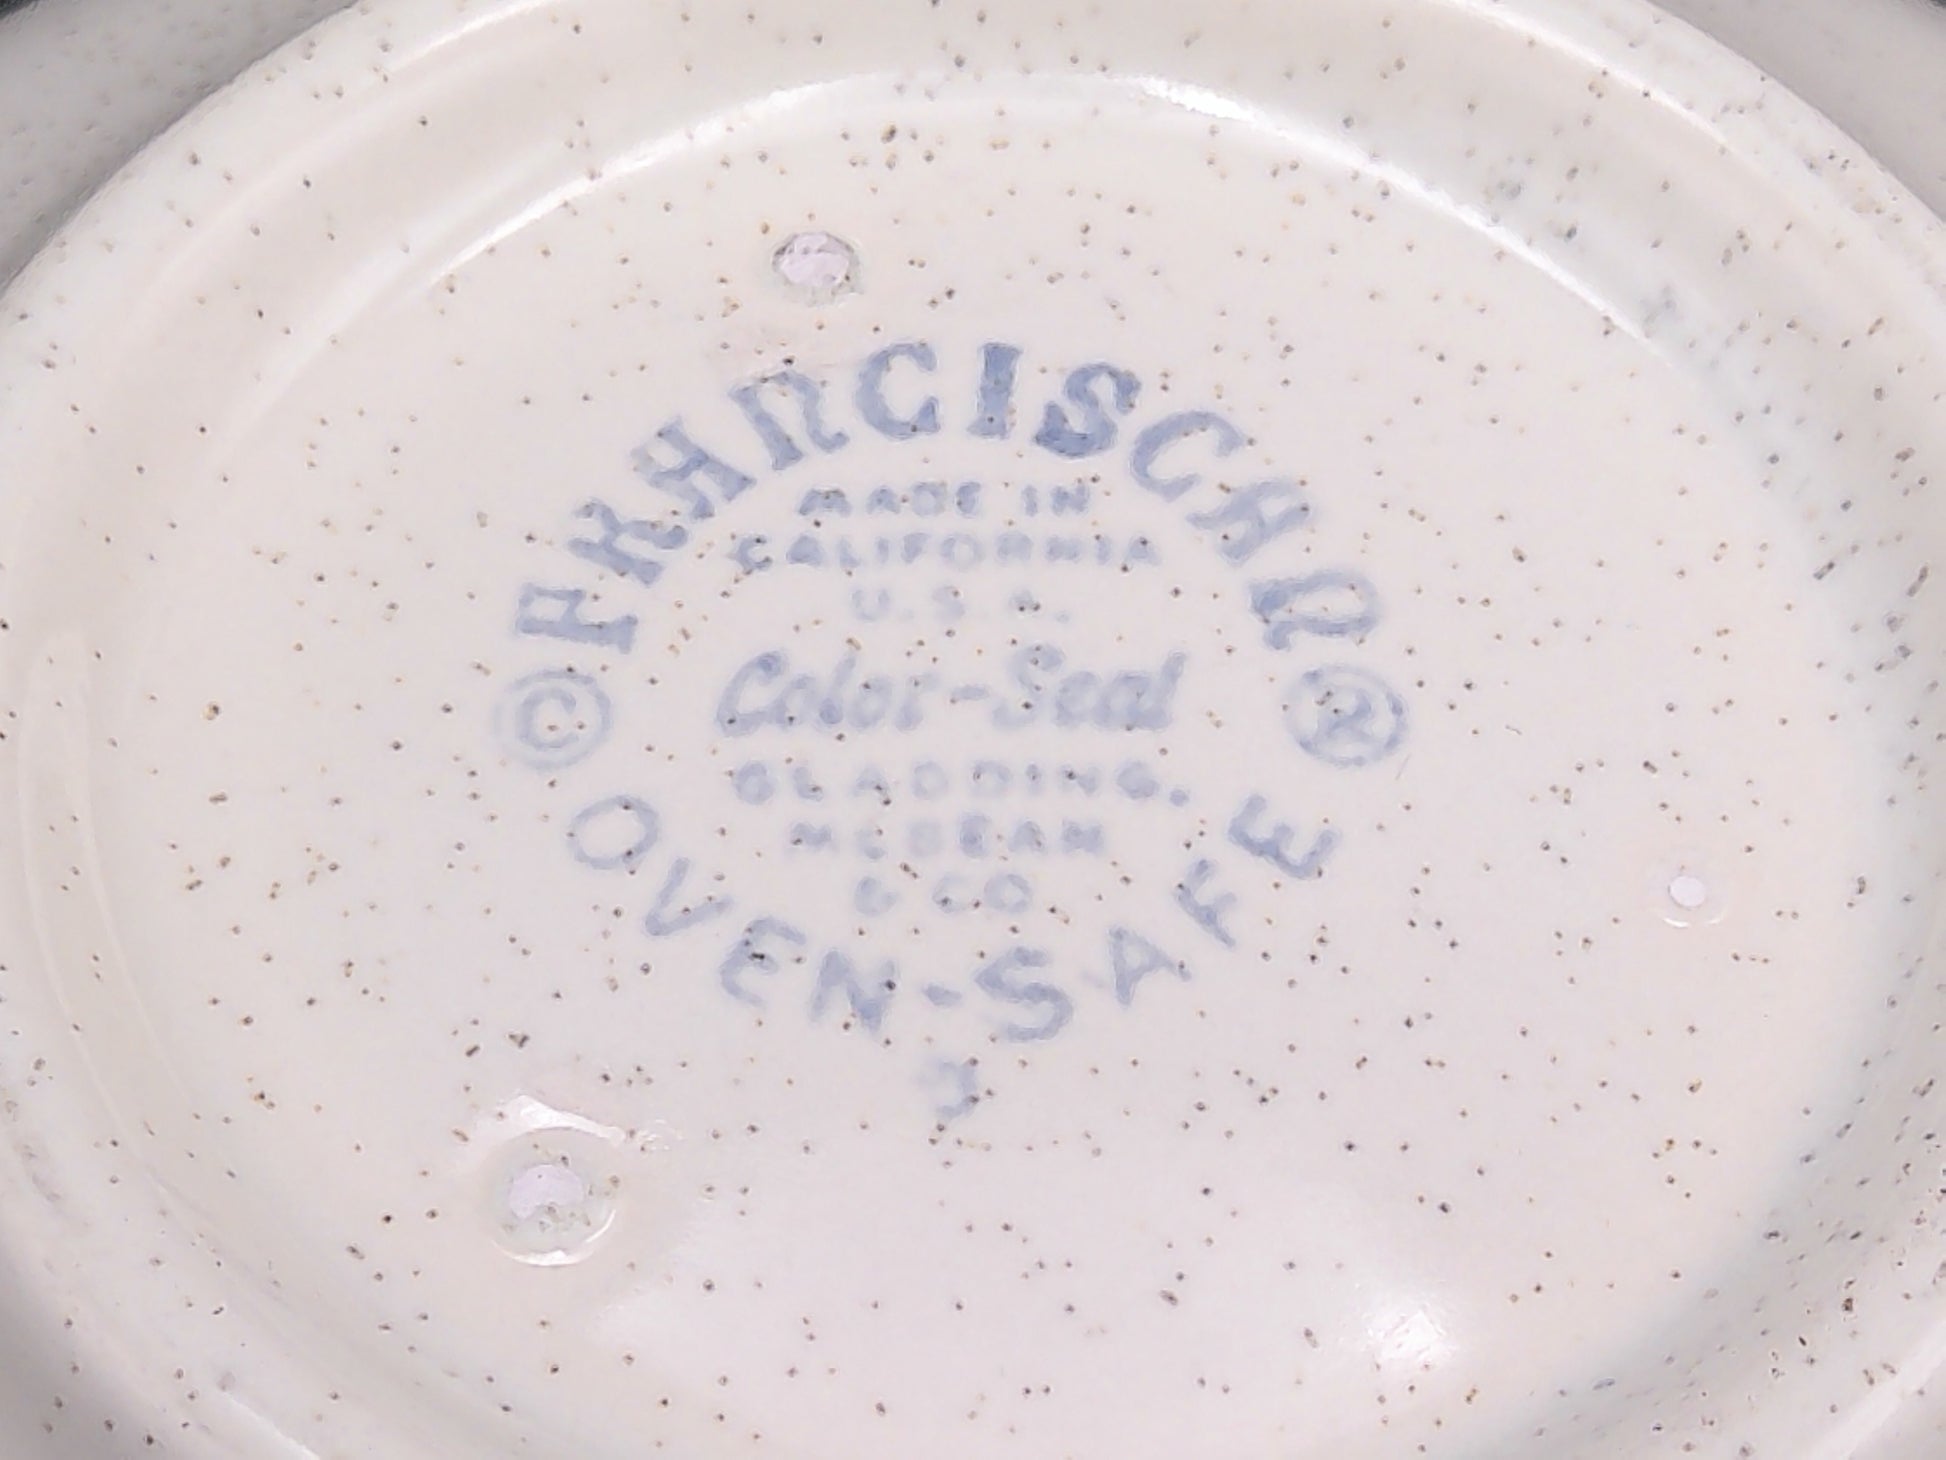 FRANCISCAN
MADE IN
CALIFORNIA
U.S.A.
Color-Seal
GLADDING,
McBEAN
& CO
© ®
OVEN-SAFE